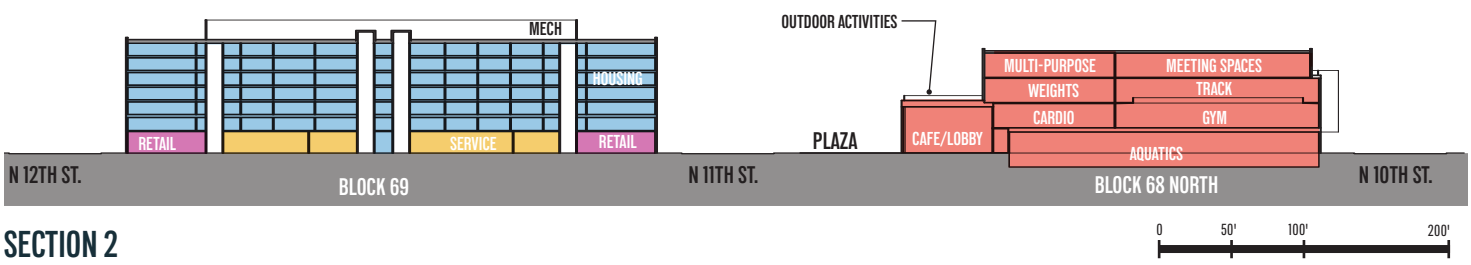 OUTDOOR ACTIVITIES
MECH
MULTI-PURPOSE
MEETING SPACES
HOUSING
WEIGHTS
TRACK
CARDIO
GYM
RETAIL
SERVICE
RETAIL
PLAZA
CAFE/LOBBY
AQUATICS
N 12TH ST.
BLOCK 69
N 11TH ST.
BLOCK 68 NORTH
N 10TH ST.
SECTION 2
0 50' 100' 200'